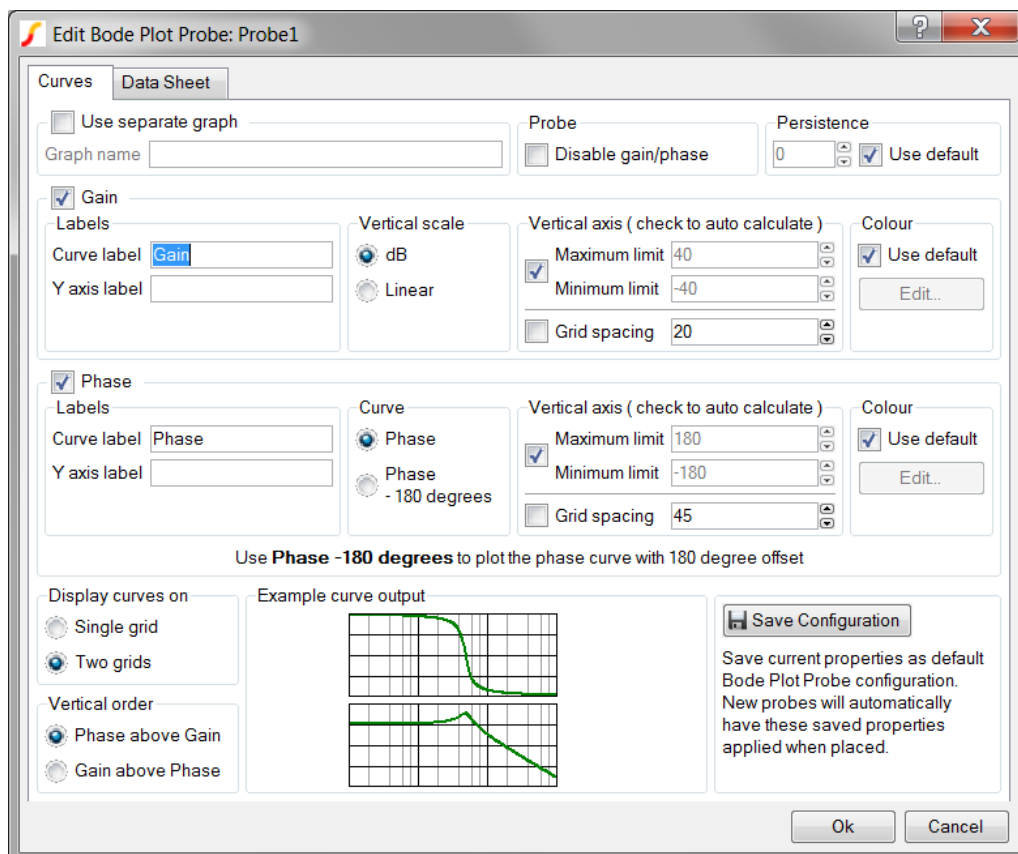 Edit Bode Plot Probe: Probe1
Curves
Data Sheet
Use separate graph
Graph name
Probe
Disable gain/phase
Persistence
0
Use default
Gain
Labels
Curve label Gain
Y axis label
Vertical scale
dB
Linear
Vertical axis ( check to auto calculate )
Maximum limit 40
Minimum limit -40
Grid spacing 20
Colour
Use default
Edit...
Phase
Labels
Curve label Phase
Y axis label
Curve
Phase
Phase
- 180 degrees
Vertical axis ( check to auto calculate )
Maximum limit 180
Minimum limit -180
Grid spacing 45
Colour
Use default
Edit...
Use Phase -180 degrees to plot the phase curve with 180 degree offset
Display curves on
Single grid
Two grids
Vertical order
Phase above Gain
Gain above Phase
Example curve output
Save Configuration
Save current properties as default
Bode Plot Probe configuration.
New probes will automatically
have these saved properties
applied when placed.
Ok
Cancel